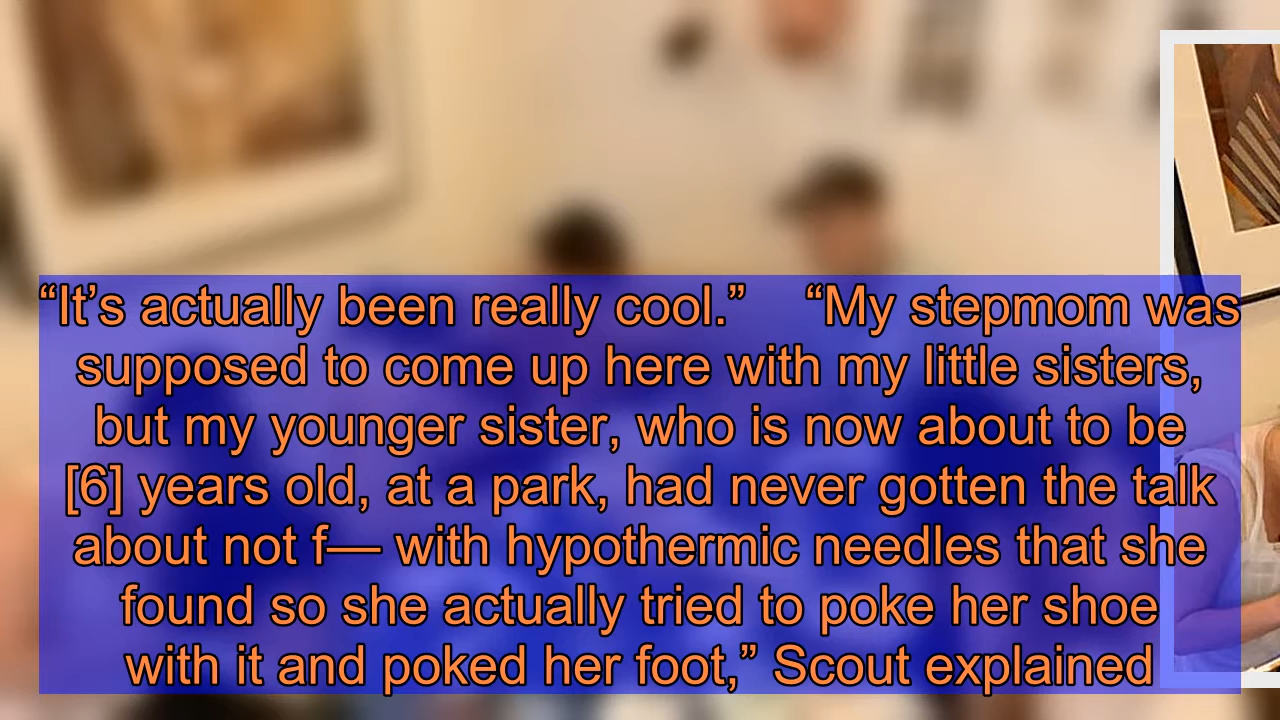 “It’s actually been really cool.”    “My stepmom was
supposed to come up here with my little sisters,
but my younger sister, who is now about to be
[6] years old, at a park, had never gotten the talk
about not f— with hypothermic needles that she
found so she actually tried to poke her shoe
with it and poked her foot,” Scout explained